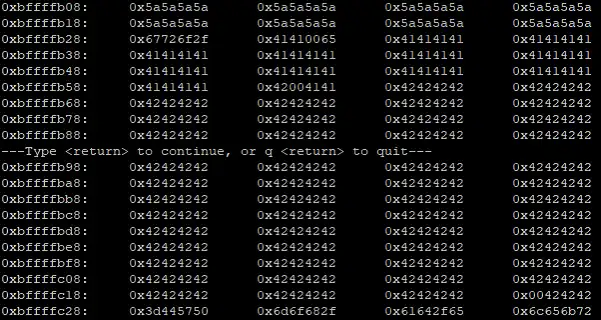 0xbffffb08: 0x5a5a5a5a 0x5a5a5a5a 0x5a5a5a5a 0x5a5a5a5a
0xbffffb18: 0x5a5a5a5a 0x5a5a5a5a 0x5a5a5a5a 0x5a5a5a5a
0xbffffb28: 0x67726f2f 0x41410065 0x41414141 0x41414141
0xbffffb38: 0x41414141 0x41414141 0x41414141 0x41414141
0xbffffb48: 0x41414141 0x41414141 0x41414141 0x41414141
0xbffffb58: 0x41414141 0x42004141 0x42424242 0x42424242
0xbffffb68: 0x42424242 0x42424242 0x42424242 0x42424242
0xbffffb78: 0x42424242 0x42424242 0x42424242 0x42424242
0xbffffb88: 0x42424242 0x42424242 0x42424242 0x42424242
---Type <return> to continue, or q <return> to quit---
0xbffffb98: 0x42424242 0x42424242 0x42424242 0x42424242
0xbffffba8: 0x42424242 0x42424242 0x42424242 0x42424242
0xbffffbb8: 0x42424242 0x42424242 0x42424242 0x42424242
0xbffffbc8: 0x42424242 0x42424242 0x42424242 0x42424242
0xbffffbd8: 0x42424242 0x42424242 0x42424242 0x42424242
0xbffffbe8: 0x42424242 0x42424242 0x42424242 0x42424242
0xbffffbf8: 0x42424242 0x42424242 0x42424242 0x42424242
0xbffffc08: 0x42424242 0x42424242 0x42424242 0x42424242
0xbffffc18: 0x42424242 0x42424242 0x42424242 0x00424242
0xbffffc28: 0x3d445750 0x6d6f682f 0x61642f65 0x6c656b72